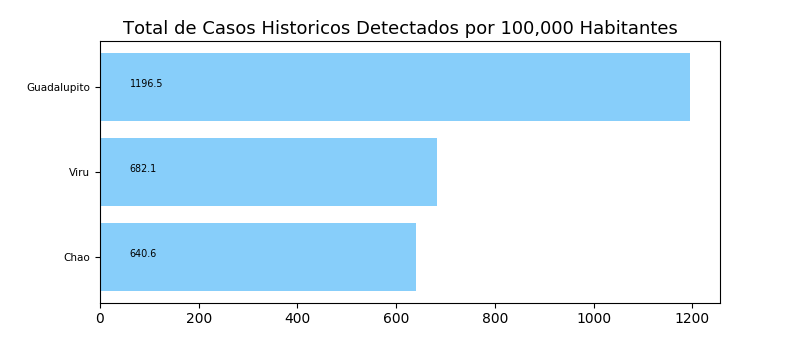 Total de Casos Historicos Detectados por 100,000 Habitantes
Guadalupito
1196.5
Viru
682.1
Chao
640.6
0 200 400 600 800 1000 1200